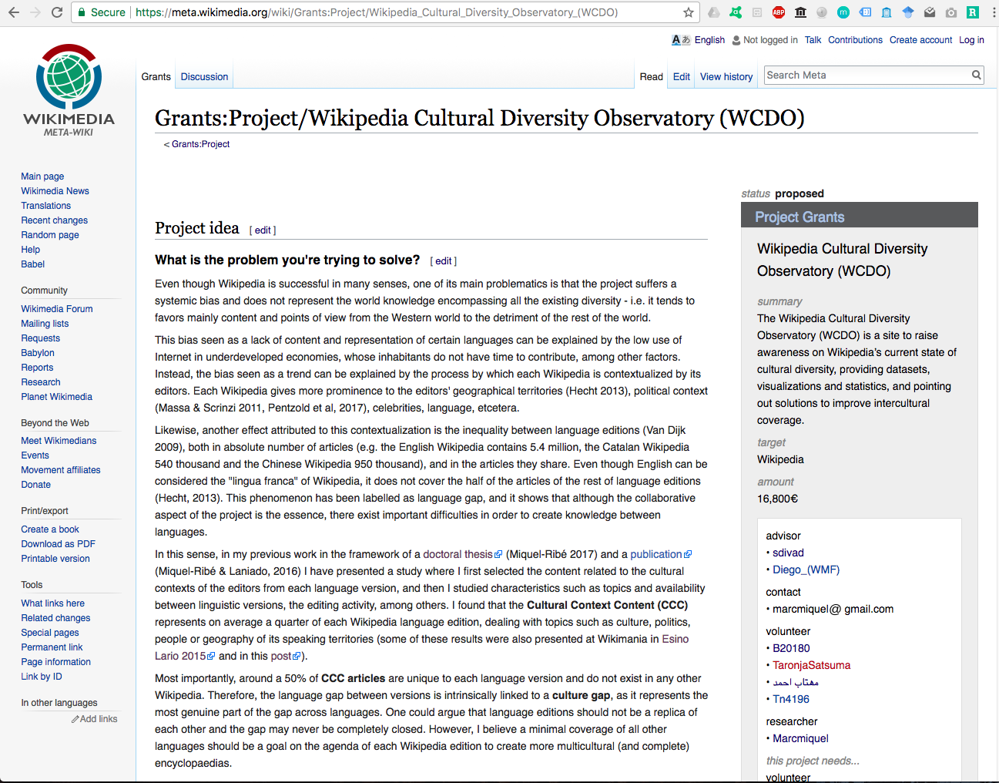 Secure
https://meta.wikimedia.org/wiki/Grants:Project/Wikipedia_Cultural_Diversity_Observatory_(WCDO)
ABP
m
R
A あ English Not logged in Talk Contributions Create account Log in
WIKIMEDIA
META-WIKI
Grants Discussion Read Edit View history Search Meta
Grants:Project/Wikipedia Cultural Diversity Observatory (WCDO)
< Grants:Project
Main page
Wikimedia News
Translations
Recent changes
Random page
Help
Babel
Community
Wikimedia Forum
Mailing lists
Requests
Babylon
Reports
Research
Planet Wikimedia
Beyond the Web
Meet Wikimedians
Events
Movement affiliates
Donate
Print/export
Create a book
Download as PDF
Printable version
Tools
What links here
Related changes
Special pages
Permanent link
Page information
Link by ID
In other languages
Add links
Project idea [ edit ]
What is the problem you're trying to solve? [ edit ]
Even though Wikipedia is successful in many senses, one of its main problematics is that the project suffers a
systemic bias and does not represent the world knowledge encompassing all the existing diversity - i.e. it tends to
favors mainly content and points of view from the Western world to the detriment of the rest of the world.
This bias seen as a lack of content and representation of certain languages can be explained by the low use of
Internet in underdeveloped economies, whose inhabitants do not have time to contribute, among other factors.
Instead, the bias seen as a trend can be explained by the process by which each Wikipedia is contextualized by its
editors. Each Wikipedia gives more prominence to the editors' geographical territories (Hecht 2013), political context
(Massa & Scrinzi 2011, Pentzold et al, 2017), celebrities, language, etcetera.
Likewise, another effect attributed to this contextualization is the inequality between language editions (Van Dijk
2009), both in absolute number of articles (e.g. the English Wikipedia contains 5.4 million, the Catalan Wikipedia
540 thousand and the Chinese Wikipedia 950 thousand), and in the articles they share. Even though English can be
considered the "lingua franca" of Wikipedia, it does not cover the half of the articles of the rest of language editions
(Hecht, 2013). This phenomenon has been labelled as language gap, and it shows that although the collaborative
aspect of the project is the essence, there exist important difficulties in order to create knowledge between
languages.
In this sense, in my previous work in the framework of a doctoral thesis (Miquel-Ribé 2017) and a publication
(Miquel-Ribé & Laniado, 2016) I have presented a study where I first selected the content related to the cultural
contexts of the editors from each language version, and then I studied characteristics such as topics and availability
between linguistic versions, the editing activity, among others. I found that the Cultural Context Content (CCC)
represents on average a quarter of each Wikipedia language edition, dealing with topics such as culture, politics,
people or geography of its speaking territories (some of these results were also presented at Wikimania in Esino
Lario 2015 and in this post).
Most importantly, around a 50% of CCC articles are unique to each language version and do not exist in any other
Wikipedia. Therefore, the language gap between versions is intrinsically linked to a culture gap, as it represents the
most genuine part of the gap across languages. One could argue that language editions should not be a replica of
each other and the gap may never be completely closed. However, I believe a minimal coverage of all other
languages should be a goal on the agenda of each Wikipedia edition to create more multicultural (and complete)
encyclopaedias.
status proposed
Project Grants
Wikipedia Cultural Diversity
Observatory (WCDO)
summary
The Wikipedia Cultural Diversity
Observatory (WCDO) is a site to raise
awareness on Wikipedia's current state of
cultural diversity, providing datasets,
visualizations and statistics, and pointing
out solutions to improve intercultural
coverage.
target
Wikipedia
amount
16,800€
advisor
• sdivad
• Diego_(WMF)
contact
• marcmiquel@ gmail.com
volunteer
• B20180
• TaronjaSatsuma
• مهتاب احمد
• Tn4196
researcher
• Marcmiquel
this project needs...
volunteer